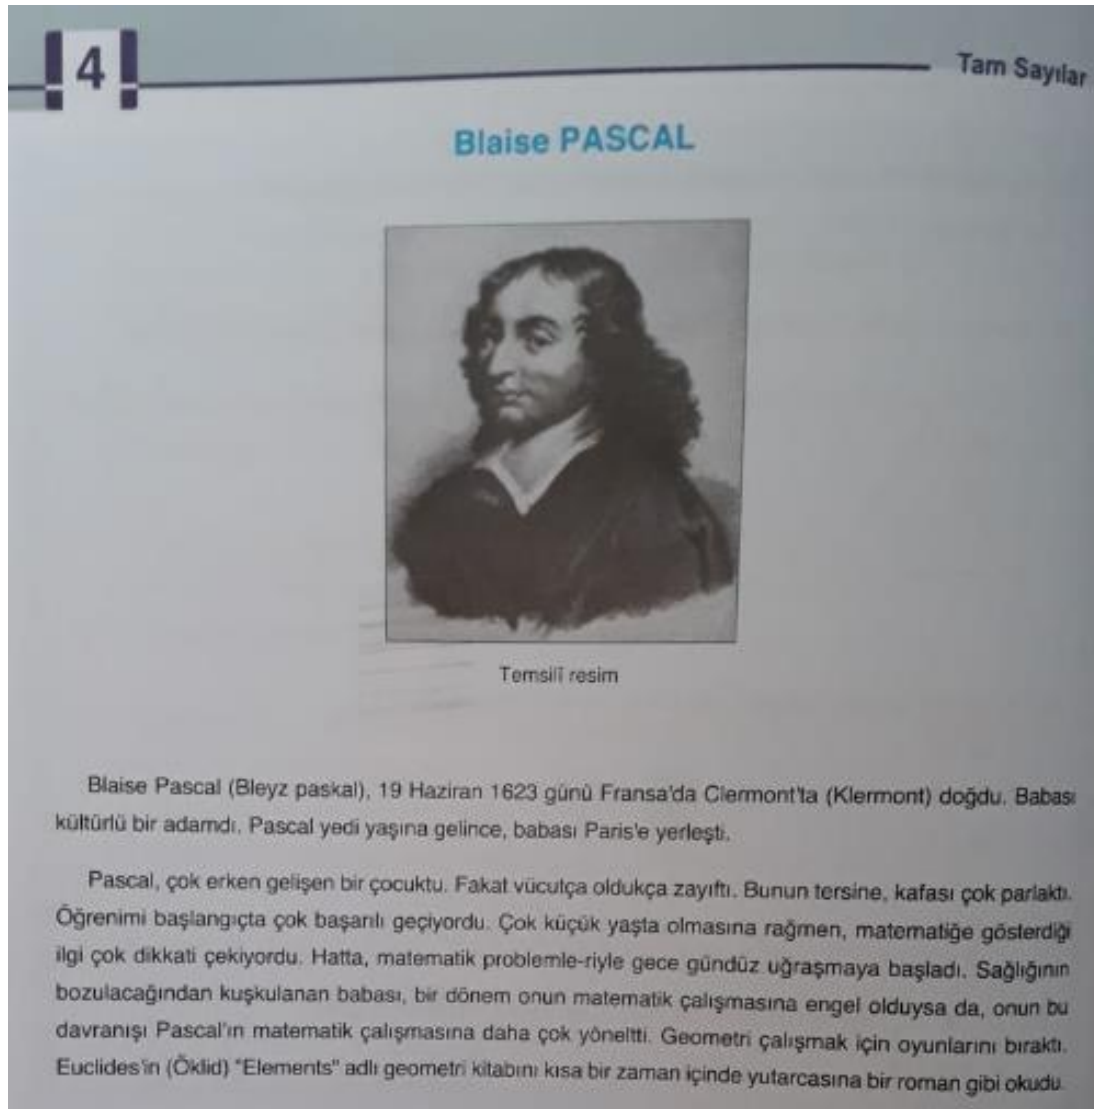 4
Tam Sayılar
Blaise PASCAL
Temsilî resim
Blaise Pascal (Bleyz paskal), 19 Haziran 1623 günü Fransa'da Clermont'ta (Klermont) doğdu. Babası
kültürlü bir adamdı. Pascal yedi yaşına gelince, babası Paris'e yerleşti.
Pascal, çok erken gelişen bir çocuktu. Fakat vücutça oldukça zayıftı. Bunun tersine, kafası çok parlaktı.
Öğrenimi başlangıçta çok başarılı geçiyordu. Çok küçük yaşta olmasına rağmen, matematiğe gösterdiği
ilgi çok dikkati çekiyordu. Hatta, matematik problemle-riyle gece gündüz uğraşmaya başladı. Sağlığının
bozulacağından kuşkulanan babası, bir dönem onun matematik çalışmasına engel olduysa da, onun bu
davranışı Pascal'ın matematik çalışmasına daha çok yöneltti. Geometri çalışmak için oyunlarını bıraktı.
Euclides'in (Öklid) "Elements" adlı geometri kitabını kısa bir zaman içinde yutarcasına bir roman gibi okudu.